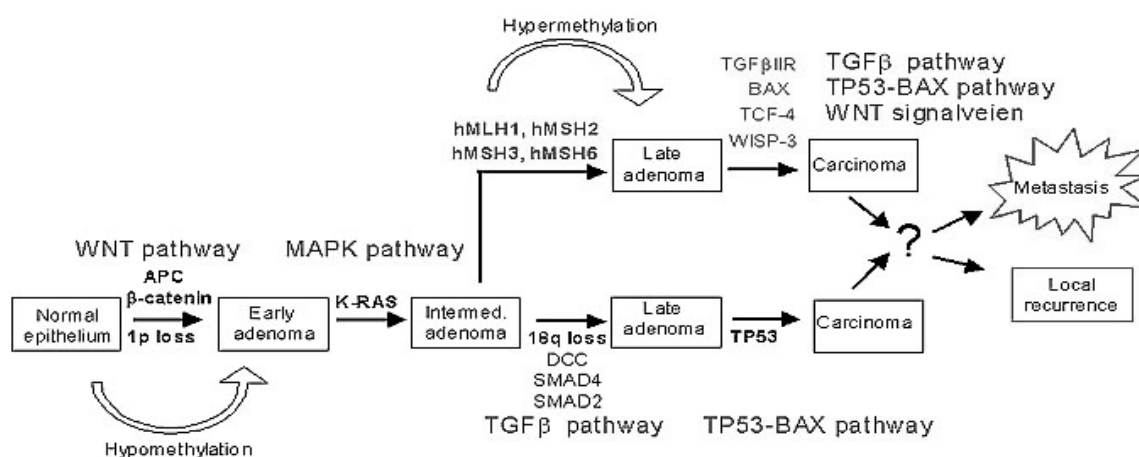 Hypermethylation
TGFβIIR
BAX
TCF-4
WISP-3
TGFβ pathway
TP53-BAX pathway
WNT signalveien
hMLH1, hMSH2
hMSH3, hMSH6
Late
adenoma
Carcinoma
Metastasis
WNT pathway
MAPK pathway
?
APC
β-catenin
1p loss
K-RAS
Normal
epithelium
Early
adenoma
Intermed.
adenoma
18q loss
DCC
SMAD4
SMAD2
Late
adenoma
TP53
Carcinoma
Local
recurrence
TGFβ pathway
TP53-BAX pathway
Hypomethylation